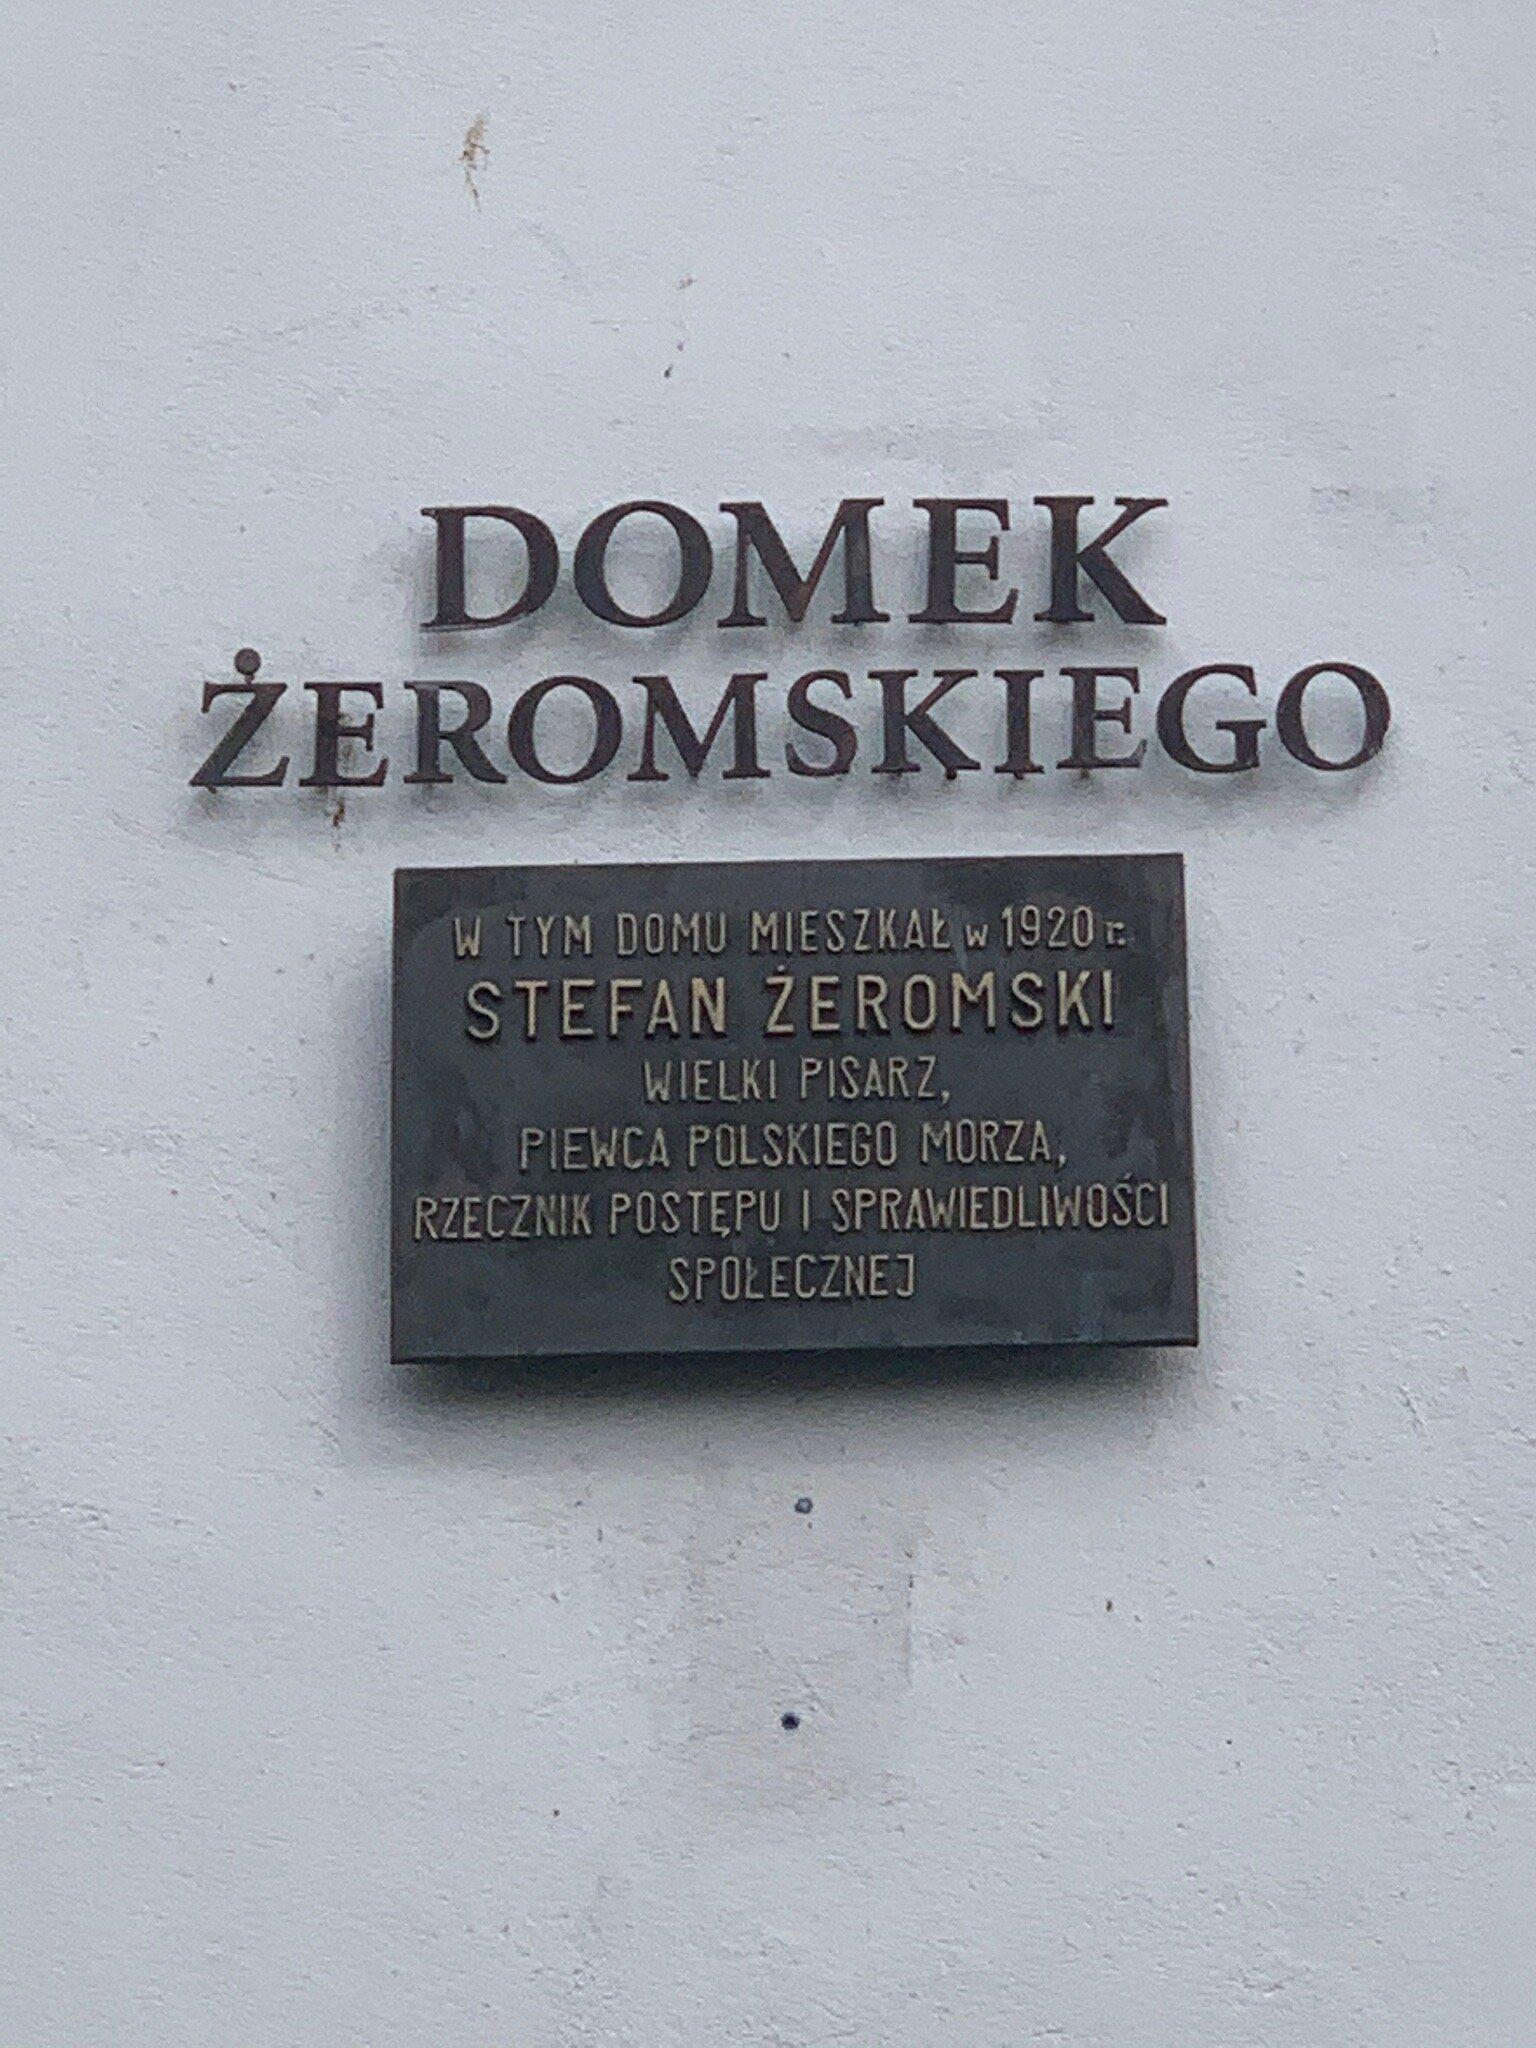 DOMEK
ŻEROMSKIEGO
W TYM DOMU MIESZKAŁ w 1920 r.
STEFAN ŻEROMSKI
WIELKI PISARZ,
PIEWCA POLSKIEGO MORZA,
RZECZNIK POSTĘPU I SPRAWIEDLIWOŚCI
SPOŁECZNEJ